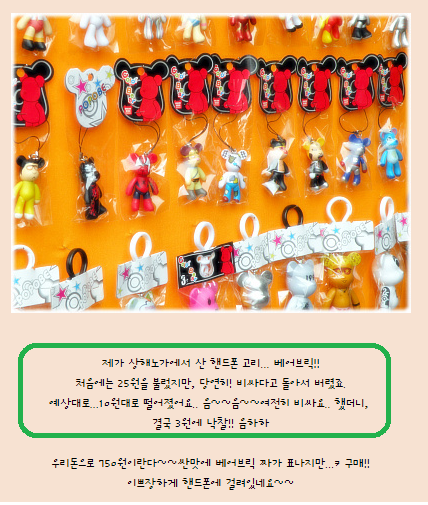 제가 상해노가에서 산 핸드폰 고리... 베어브릭!!
처음에는 25원을 불렀지만, 당연히! 비싸다고 돌아서 버렸죠.
예상대로...10원대로 떨어졌어요.. 음~~음~~여전히 비싸요.. 했더니,
결국 3원에 낙찰!! 음하하
우리돈으로 750원이란다~~싼맛에 베어브릭 짜가 표나지만...ㅋ 구매!!
이쁘장하게 핸드폰에 걸려있네요~~